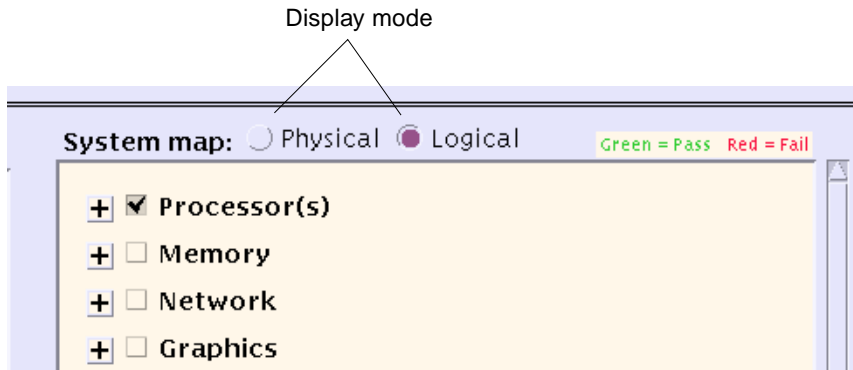 Display mode
System map: Physical Logical Green = Pass Red = Fail
Processor(s)
Memory
Network
Graphics